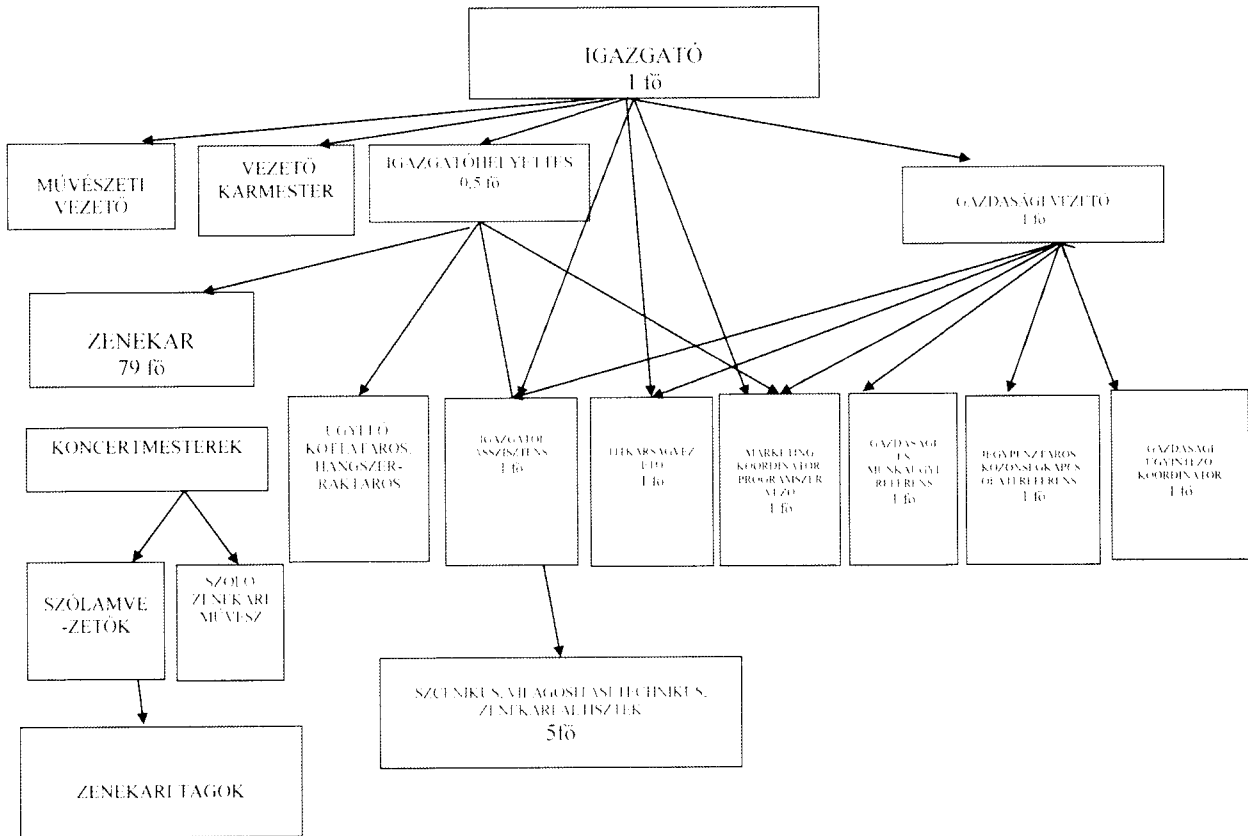 IGAZGATÓ
1 fő
MŰVÉSZETI
VEZETŐ
VEZETŐ
KARMESTER
IGAZGATÓHELYETTES
0,5 fő
GAZDASÁGI VEZETŐ
1 fő
ZENEKAR
79 fő
KONCERTMESTEREK
ÜGYELŐ
KOTTATÁROS,
HANGSZER-
RAKTÁROS
IGAZGATÓI
ASSZISZTENS
1 fő
TITKÁRSÁGVEZ
ETŐ
1 fő
MARKETING
KOORDINÁTOR
PROGRAMSZER
VEZŐ
1 fő
GAZDASÁGI
ÉS
MUNKAÜGYI
REFERENS
1 fő
JEGYPÉNZTÁROS
KÖZÖNSÉGKAPCS
OLATI REFERENS
1 fő
GAZDASÁGI
ÜGYINTÉZŐ
KOORDINÁTOR
1 fő
SZÓLAMVE
-ZETŐK
SZÓLÓ
ZENEKARI
MŰVÉSZ
SZCENIKUS, VILÁGOSÍTÁSI TECHNIKUS,
ZENEKARI ALTISZTEK
5fő
ZENEKARI TAGOK